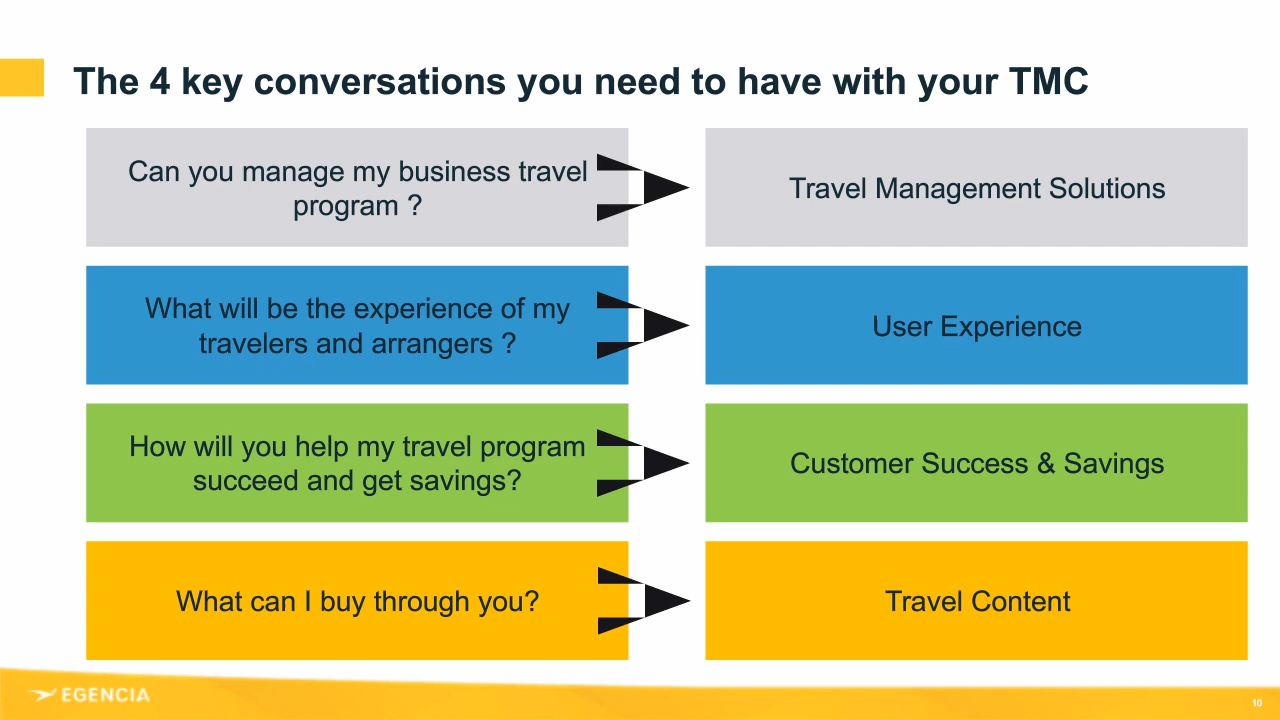 The 4 key conversations you need to have with your TMC
Can you manage my business travel
program ?
Travel Management Solutions
What will be the experience of my
travelers and arrangers ?
User Experience
How will you help my travel program
succeed and get savings?
Customer Success & Savings
What can I buy through you?
Travel Content
EGENCIA
10